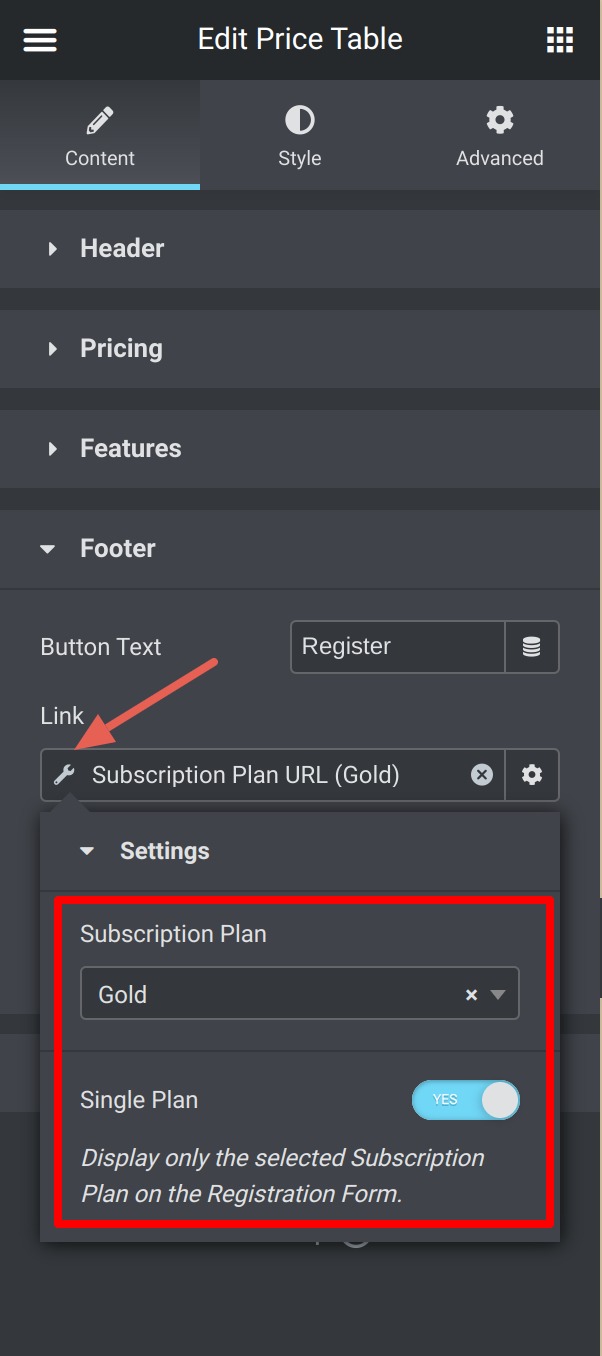 Edit Price Table
Content
Style
Advanced
Header
Pricing
Features
Footer
Button Text
Register
Link
Subscription Plan URL (Gold)
Settings
Subscription Plan
Gold
Single Plan
YES
Display only the selected Subscription
Plan on the Registration Form.